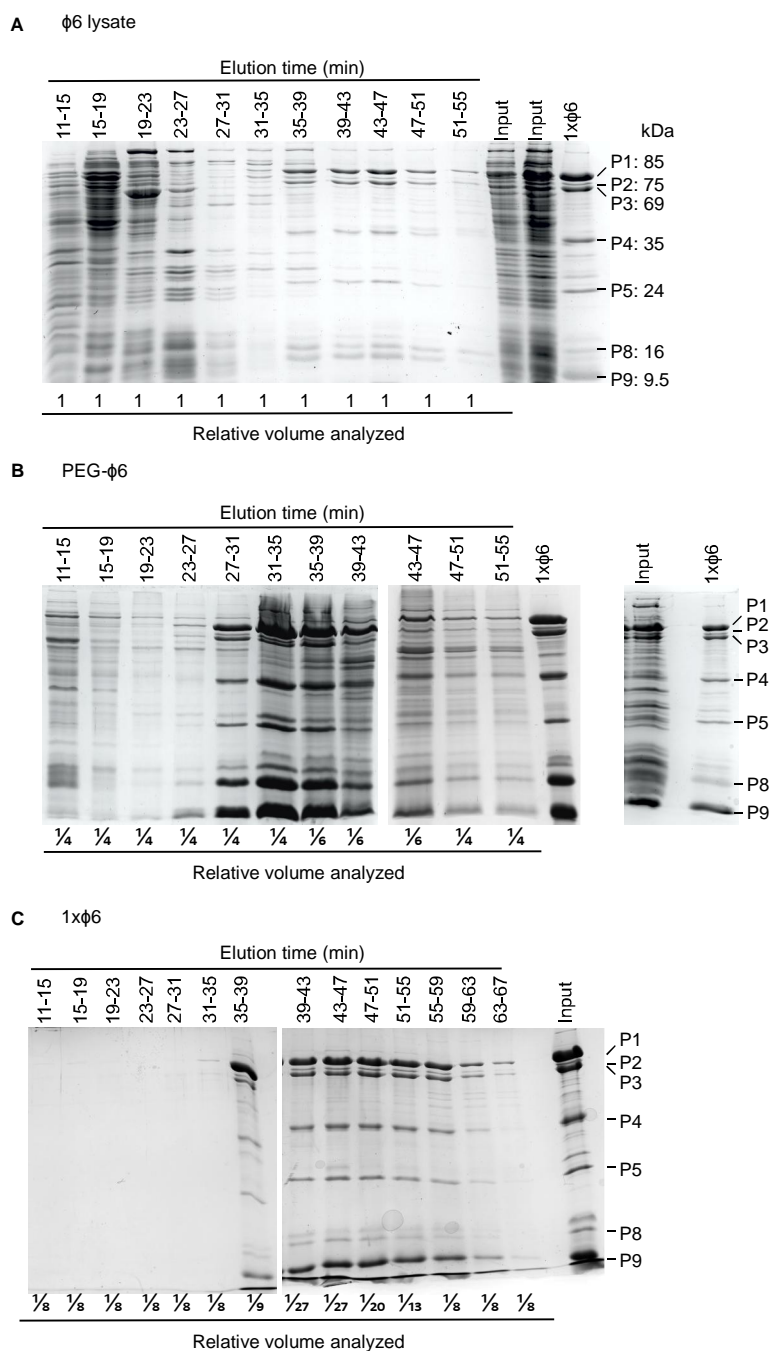 A ϕ6 lysate
Elution time (min)
11-15 15-19 19-23 23-27 27-31 31-35 35-39 39-43 43-47 47-51 51-55 Input Input 1xϕ6 kDa
P1: 85
P2: 75
P3: 69
P4: 35
P5: 24
P8: 16
P9: 9.5
1 1 1 1 1 1 1 1 1 1 1
Relative volume analyzed
B PEG-ϕ6
Elution time (min)
11-15 15-19 19-23 23-27 27-31 31-35 35-39 39-43 43-47 47-51 51-55 1xϕ6 Input 1xϕ6
P1
P2
P3
P4
P5
P8
P9
¼ ¼ ¼ ¼ ¼ ¼ ⅙ ⅙ ⅙ ¼ ¼
Relative volume analyzed
C 1xϕ6
Elution time (min)
11-15 15-19 19-23 23-27 27-31 31-35 35-39 39-43 43-47 47-51 51-55 55-59 59-63 63-67 Input
P1
P2
P3
P4
P5
P8
P9
⅛ ⅛ ⅛ ⅛ ⅛ ⅛ ⅑ ¹⁄₂₇ ¹⁄₂₇ ¹⁄₂₀ ¹⁄₁₃ ⅛ ⅛ ⅛
Relative volume analyzed